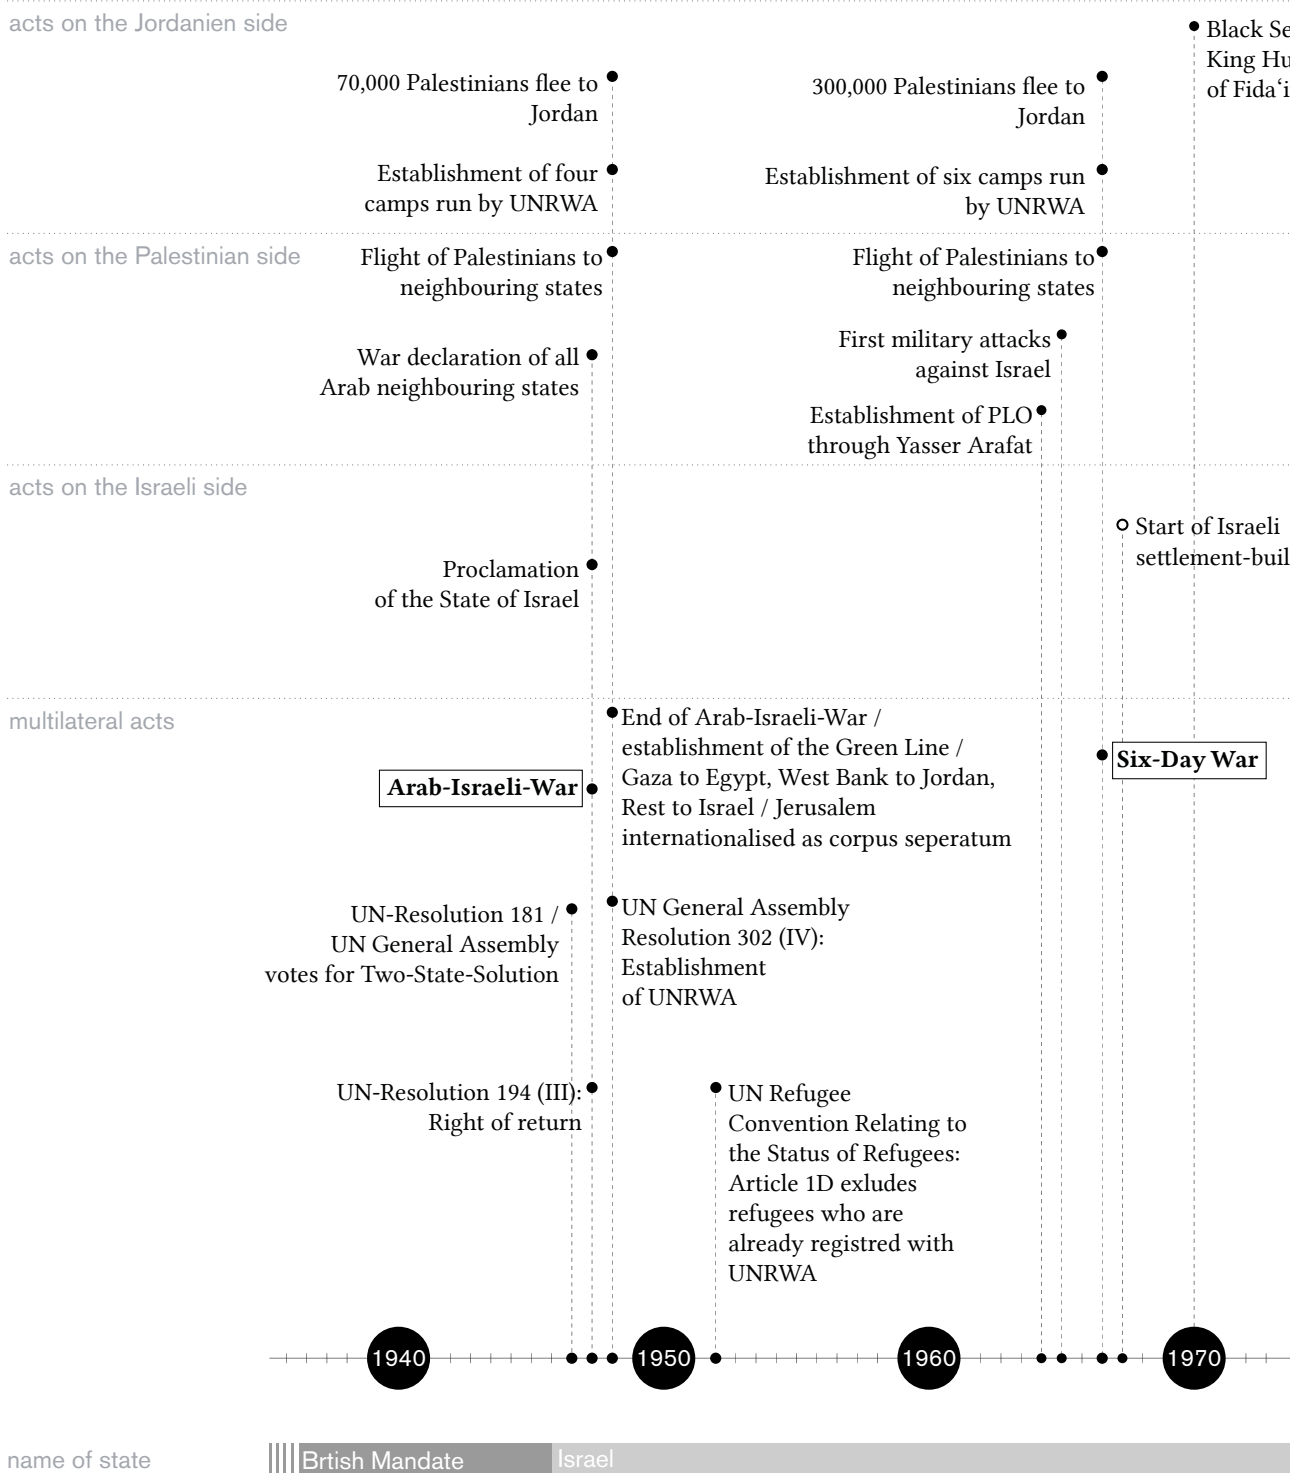 acts on the Jordanien side
70,000 Palestinians flee to
Jordan
Establishment of four
camps run by UNRWA
300,000 Palestinians flee to
Jordan
Establishment of six camps run
by UNRWA
Black Se
King Hu
of Fida‘i
acts on the Palestinian side
Flight of Palestinians to
neighbouring states
War declaration of all
Arab neighbouring states
Flight of Palestinians to
neighbouring states
First military attacks
against Israel
Establishment of PLO
through Yasser Arafat
acts on the Israeli side
Proclamation
of the State of Israel
Start of Israeli
settlement-buil
multilateral acts
Arab-Israeli-War
End of Arab-Israeli-War /
establishment of the Green Line /
Gaza to Egypt, West Bank to Jordan,
Rest to Israel / Jerusalem
internationalised as corpus seperatum
Six-Day War
UN-Resolution 181 /
UN General Assembly
votes for Two-State-Solution
UN General Assembly
Resolution 302 (IV):
Establishment
of UNRWA
UN-Resolution 194 (III):
Right of return
UN Refugee
Convention Relating to
the Status of Refugees:
Article 1D exludes
refugees who are
already registred with
UNRWA
1940 1950 1960 1970
name of state
Brtish Mandate
Israel